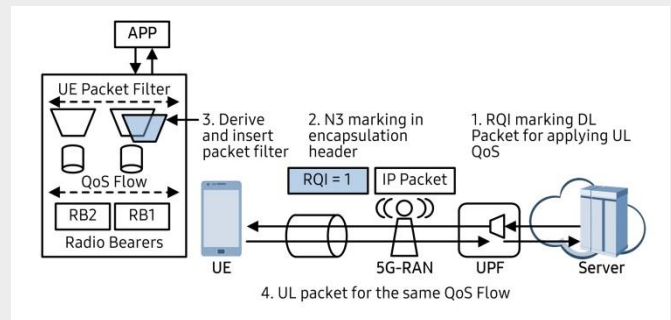 APP
UE Packet Filter
3. Derive
and insert
packet filter
2. N3 marking in
encapsulation
header
1. RQI marking DL
Packet for applying UL
QoS
RQI = 1
IP Packet
QoS Flow
RB2
RB1
Radio Bearers
UE
5G-RAN
UPF
Server
4. UL packet for the same QoS Flow